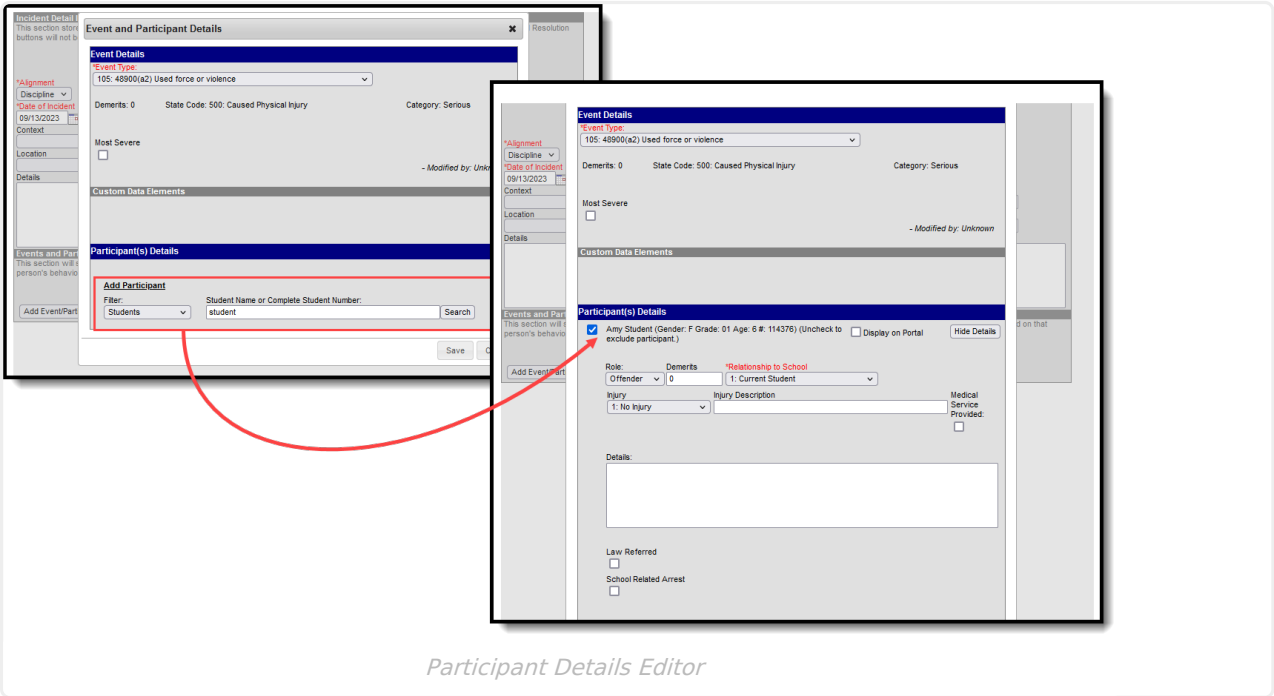 Incident Detail
This section store
buttons will not b
Resolution
*Alignment
Discipline
*Date of Incident
09/13/2023
Context
Location
Details
Events and Par
This section will s
person's behavio
Add Event/Part
Event and Participant Details
Event Details
*Event Type:
105: 48900(a2) Used force or violence
Demerits: 0 State Code: 500: Caused Physical Injury Category: Serious
Most Severe
- Modified by: Unkn
Custom Data Elements
Participant(s) Details
Add Participant
Filter: Student Name or Complete Student Number:
Students student Search
Save C
*Alignment
Discipline
*Date of Incident
09/13/2023
Context
Location
Details
Events and Par
This section will s
person's behavio
d on that
Add Event/Part
Event Details
*Event Type:
105: 48900(a2) Used force or violence
Demerits: 0 State Code: 500: Caused Physical Injury Category: Serious
Most Severe
- Modified by: Unknown
Custom Data Elements
Participant(s) Details
Amy Student (Gender: F Grade: 01 Age: 6 #: 114376) (Uncheck to
exclude participant.)
Display on Portal Hide Details
Role: Demerits *Relationship to School
Offender 0 1: Current Student
Injury Injury Description Medical
Service
Provided:
1: No Injury
Details:
Law Referred
School Related Arrest
Participant Details Editor